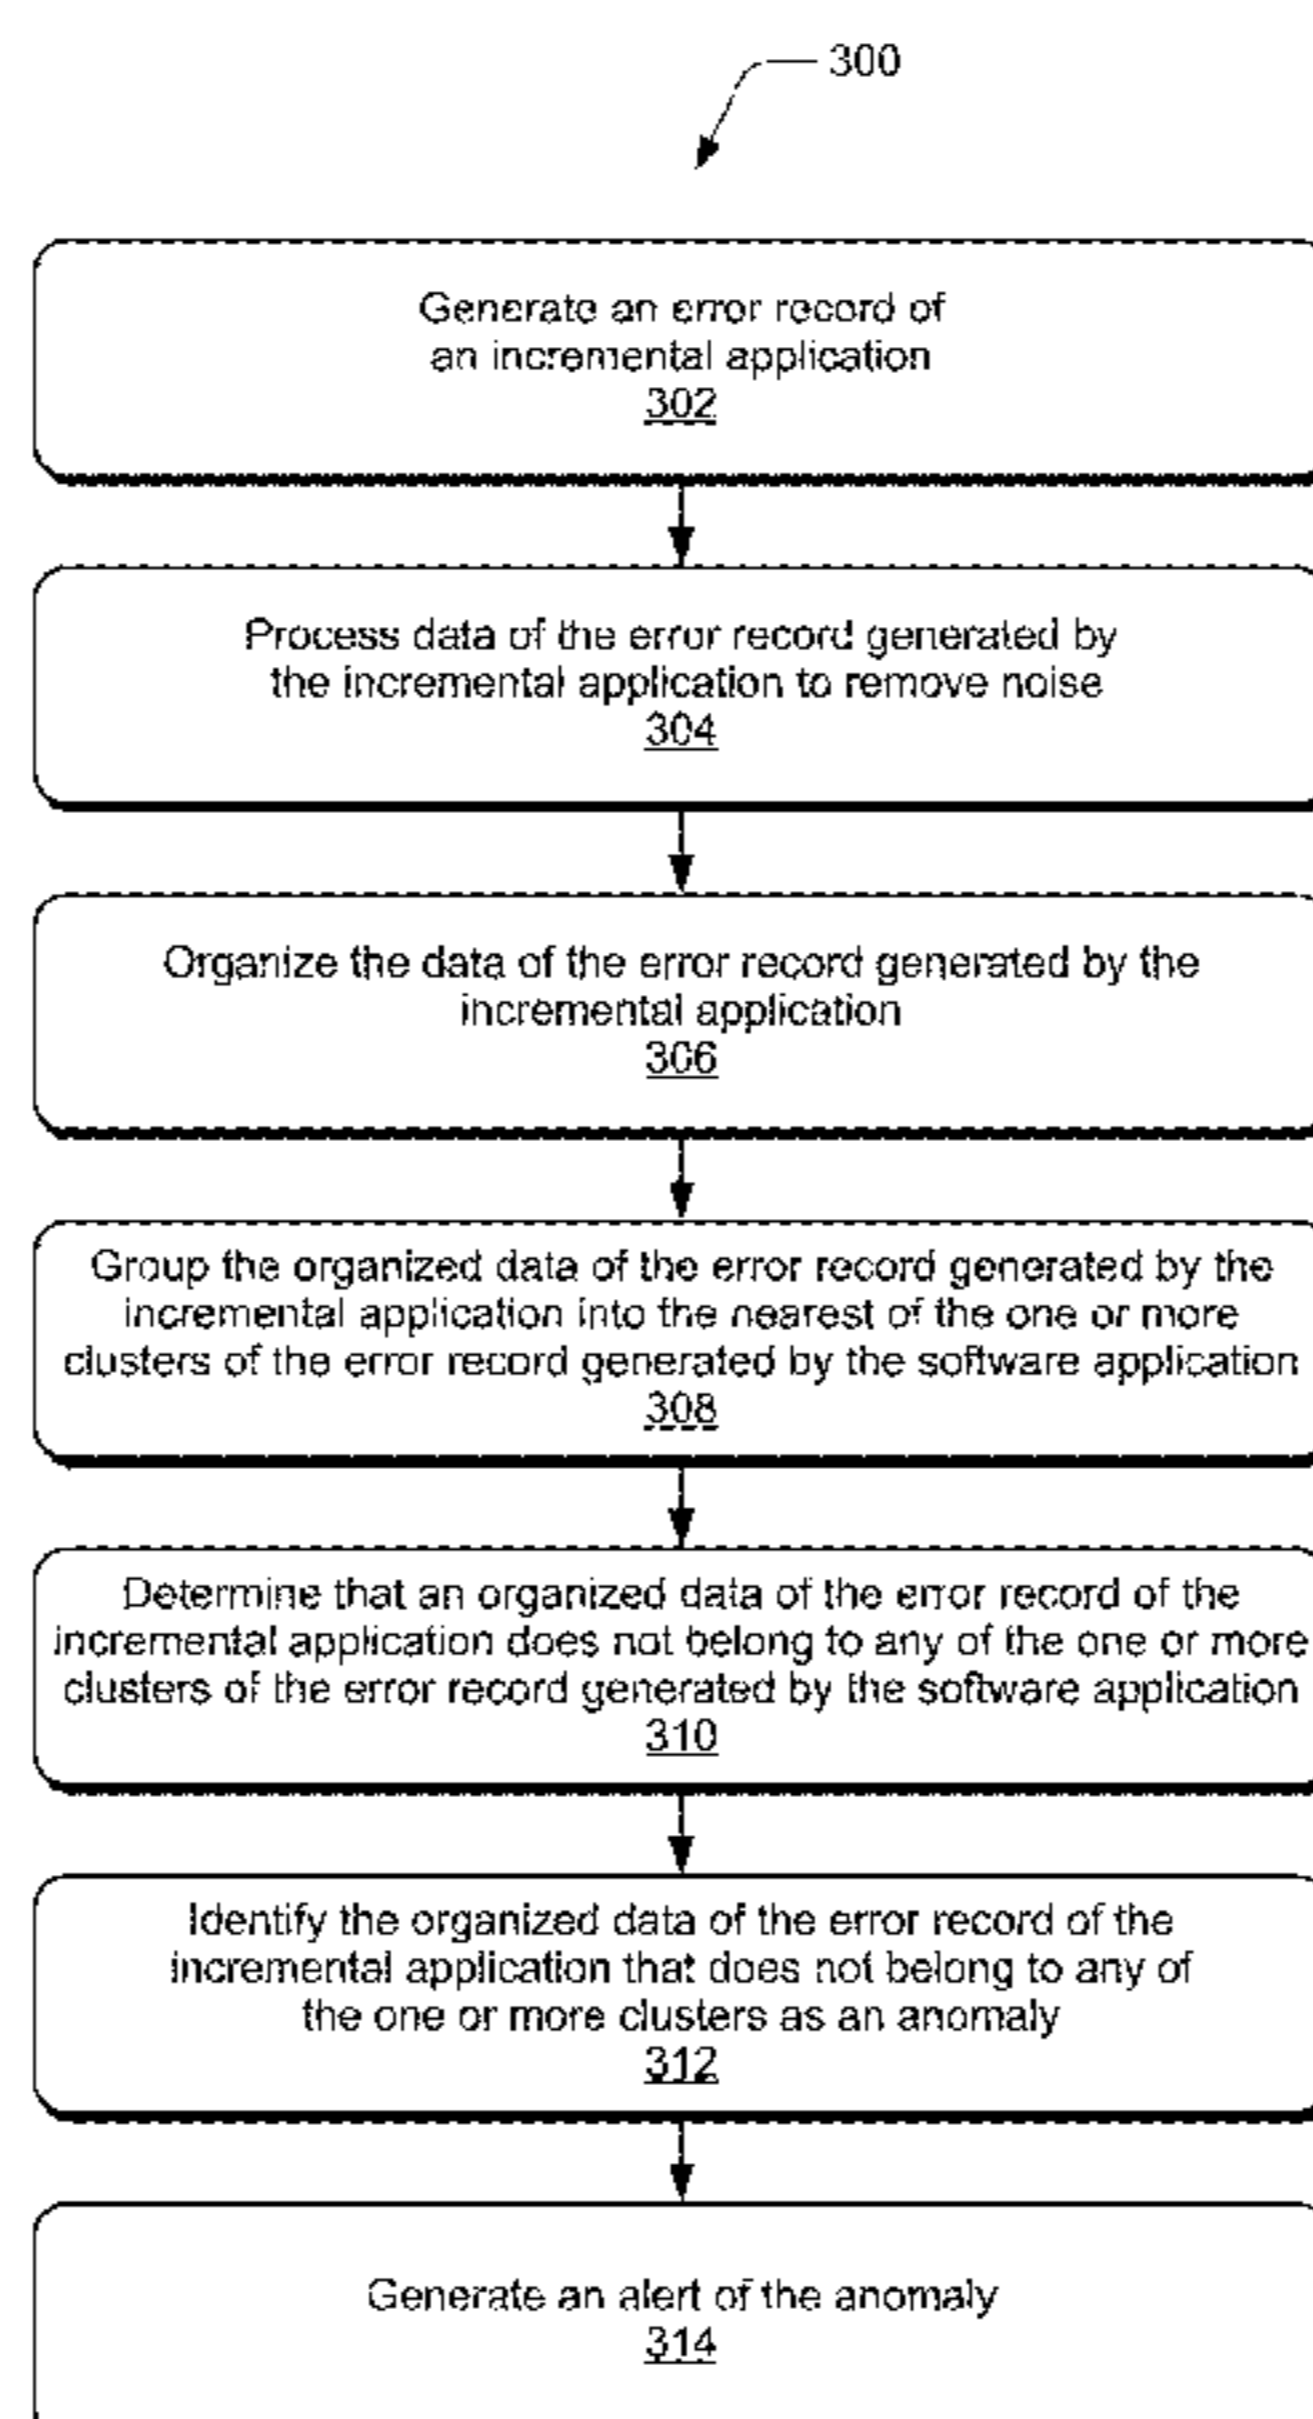 300
Generate an error record of
an incremental application
302
Process data of the error record generated by
the incremental application to remove noise
304
Organize the data of the error record generated by the
incremental application
306
Group the organized data of the error record generated by the
incremental application into the nearest of the one or more
clusters of the error record generated by the software application
308
Determine that an organized data of the error record of the
incremental application does not belong to any of the one or more
clusters of the error record generated by the software application
310
Identify the organized data of the error record of the
incremental application that does not belong to any of
the one or more clusters as an anomaly
312
Generate an alert of the anomaly
314